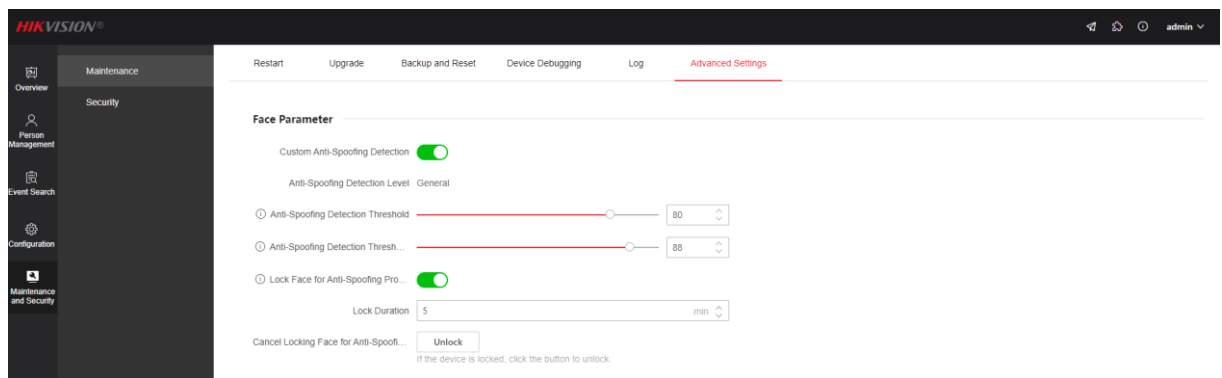 HIKVISION®
admin
Overview
Person
Management
Event Search
Configuration
Maintenance
and Security
Maintenance
Security
Restart Upgrade Backup and Reset Device Debugging Log Advanced Settings
Face Parameter
Custom Anti-Spoofing Detection
Anti-Spoofing Detection Level General
Anti-Spoofing Detection Threshold 80
Anti-Spoofing Detection Thresh... 88
Lock Face for Anti-Spoofing Pro...
Lock Duration 5 min
Cancel Locking Face for Anti-Spoofi... Unlock
If the device is locked, click the button to unlock.